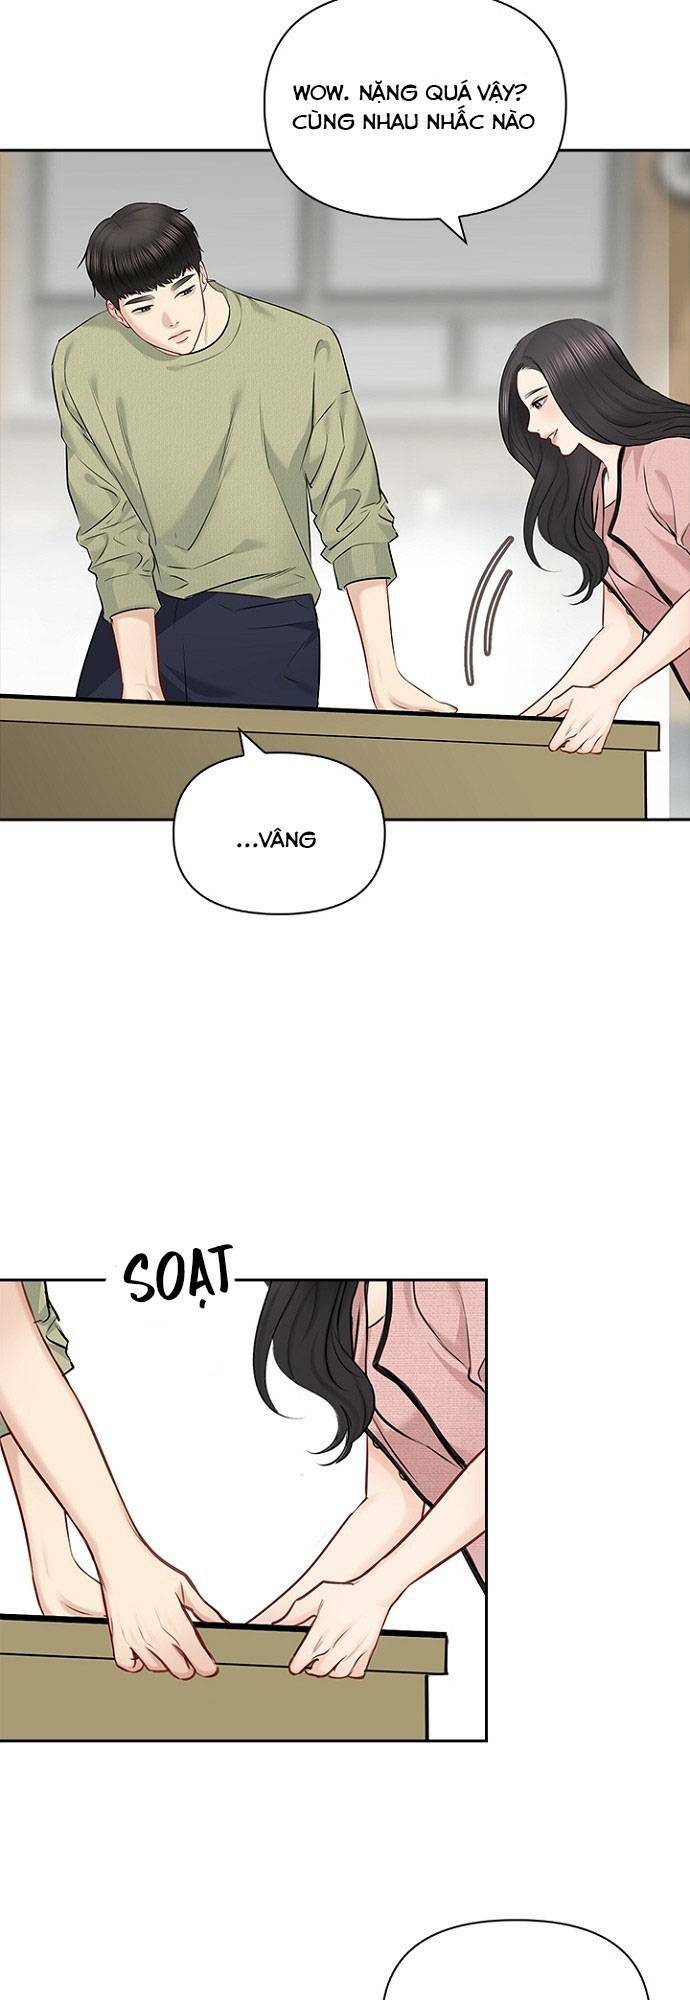 WOW. NẶNG QUÁ VẬY?
CÙNG NHAU NHẤC NÀO
...VÂNG
SOẠT